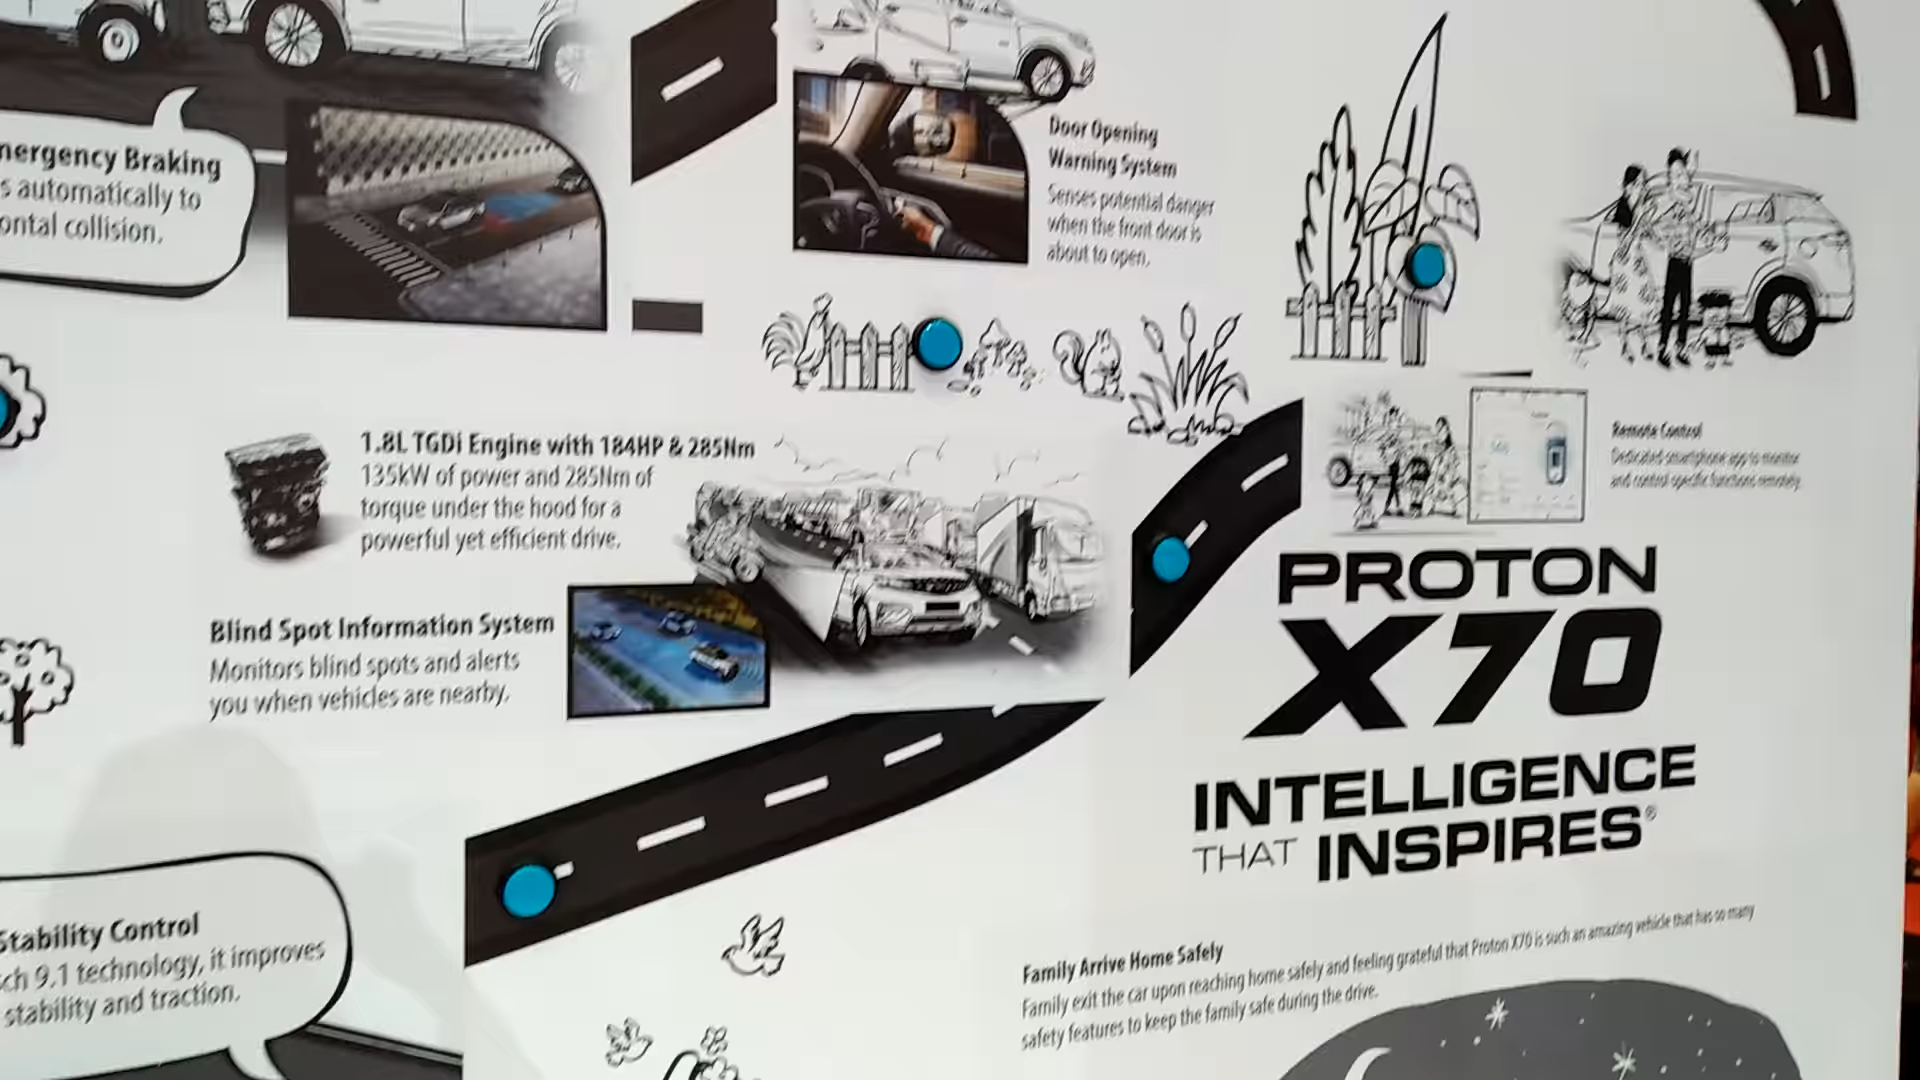 nergency Braking
s automatically to
ontal collision.
Door Opening
Warning System
Senses potential danger
when the front door is
about to open.
1.8L TGDi Engine with 184HP & 285Nm
135kW of power and 285Nm of
torque under the hood for a
powerful yet efficient drive.
Remote Control
Dedicated smartphone app to monitor
and control specific functions remotely.
Blind Spot Information System
Monitors blind spots and alerts
you when vehicles are nearby.
PROTON
X70
INTELLIGENCE
THAT INSPIRES®
Stability Control
ch 9.1 technology, it improves
stability and traction.
Family Arrive Home Safely
Family exit the car upon reaching home safely and feeling grateful that Proton X70 is such an amazing vehicle that has so many
safety features to keep the family safe during the drive.